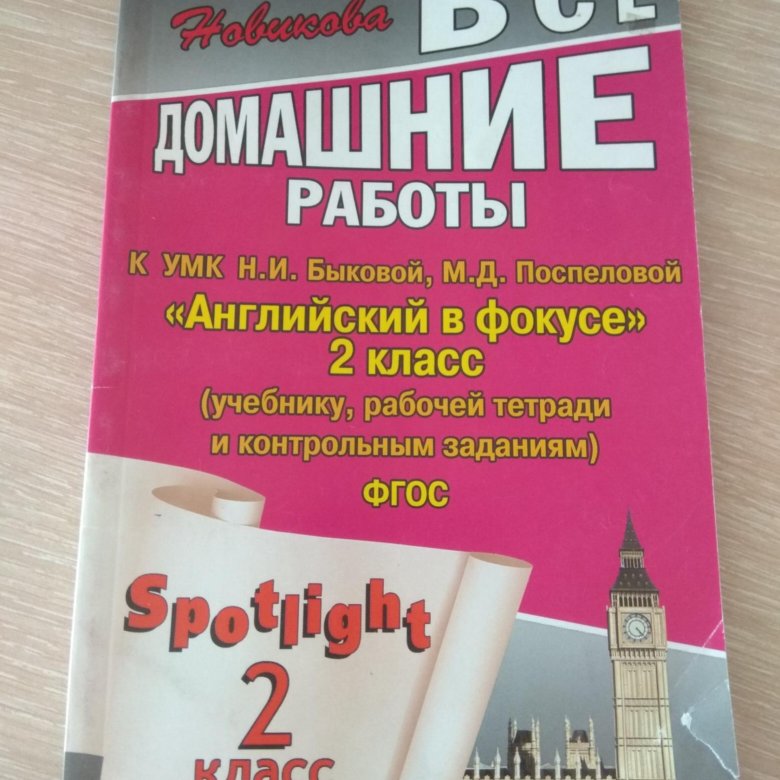 Новикова
ВСЕ
ДОМАШНИЕ
РАБОТЫ
К УМК Н.И. Быковой, М.Д. Поспеловой
«Английский в фокусе»
2 класс
(учебнику, рабочей тетради
и контрольным заданиям)
ФГОС
Spotlight
2
класс